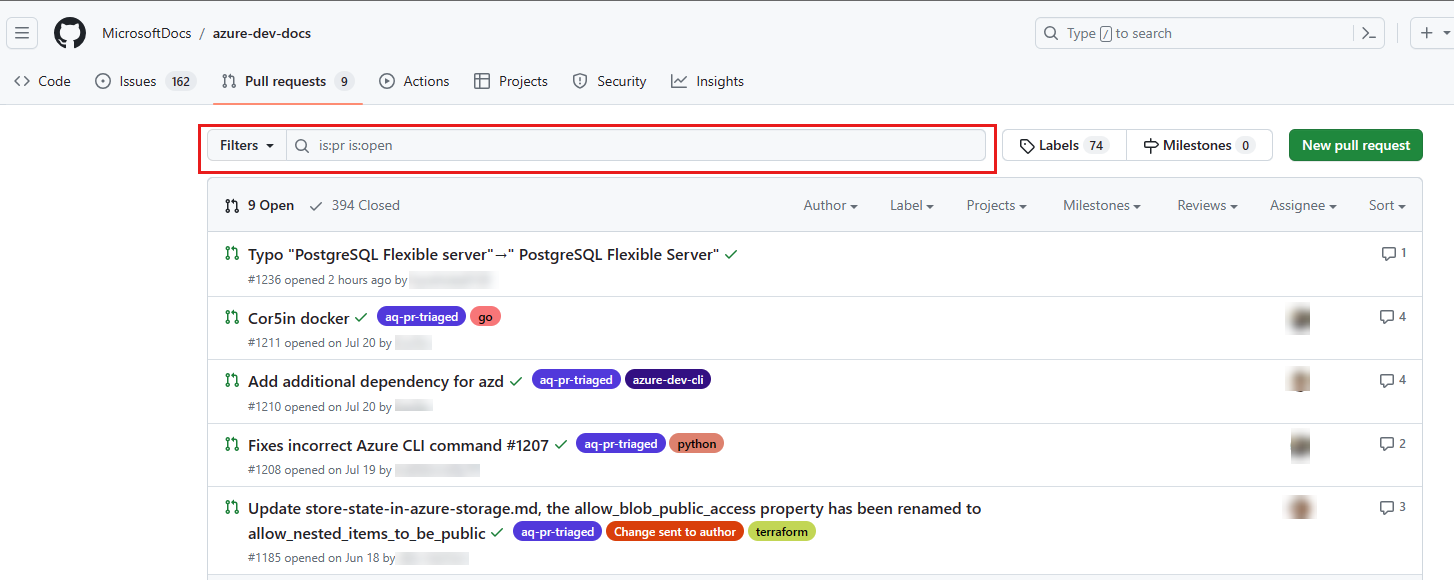 MicrosoftDocs / azure-dev-docs
Type / to search
Code Issues 162 Pull requests 9 Actions Projects Security Insights
Filters is:pr is:open Labels 74 Milestones 0 New pull request
9 Open 394 Closed Author Label Projects Milestones Reviews Assignee Sort
Typo "PostgreSQL Flexible server"→" PostgreSQL Flexible Server" 1
#1236 opened 2 hours ago by
Cor5in docker aq-pr-triaged go 4
#1211 opened on Jul 20 by
Add additional dependency for azd aq-pr-triaged azure-dev-cli 4
#1210 opened on Jul 20 by
Fixes incorrect Azure CLI command #1207 aq-pr-triaged python 2
#1208 opened on Jul 19 by
Update store-state-in-azure-storage.md, the allow_blob_public_access property has been renamed to 3
allow_nested_items_to_be_public aq-pr-triaged Change sent to author terraform
#1185 opened on Jun 18 by